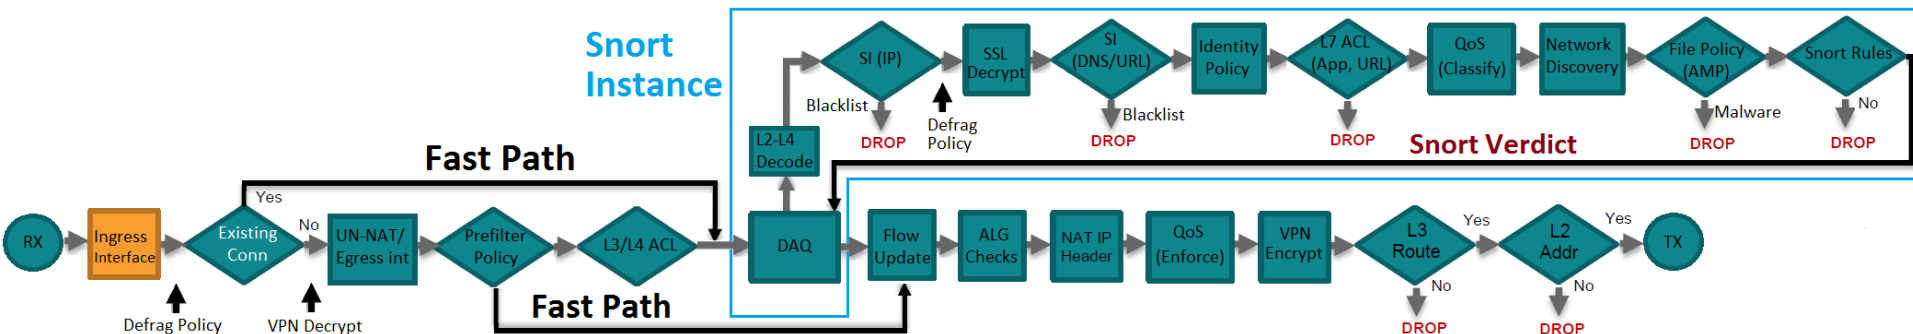 Snort
Instance
SI (IP)
SSL
Decrypt
SI
(DNS/URL)
Identity
Policy
L7 ACL
(App, URL)
QoS
(Classify)
Network
Discovery
File Policy
(AMP)
Snort Rules
Blacklist
DROP
Defrag
Policy
Blacklist
DROP
DROP
Malware
DROP
No
DROP
L2-L4
Decode
Snort Verdict
Fast Path
Yes
RX
Ingress
Interface
Existing
Conn
No
UN-NAT/
Egress int
Prefilter
Policy
L3/L4 ACL
DAQ
Flow
Update
ALG
Checks
NAT IP
Header
QoS
(Enforce)
VPN
Encrypt
L3
Route
Yes
L2
Addr
Yes
TX
No
DROP
No
DROP
Defrag Policy
VPN Decrypt
Fast Path